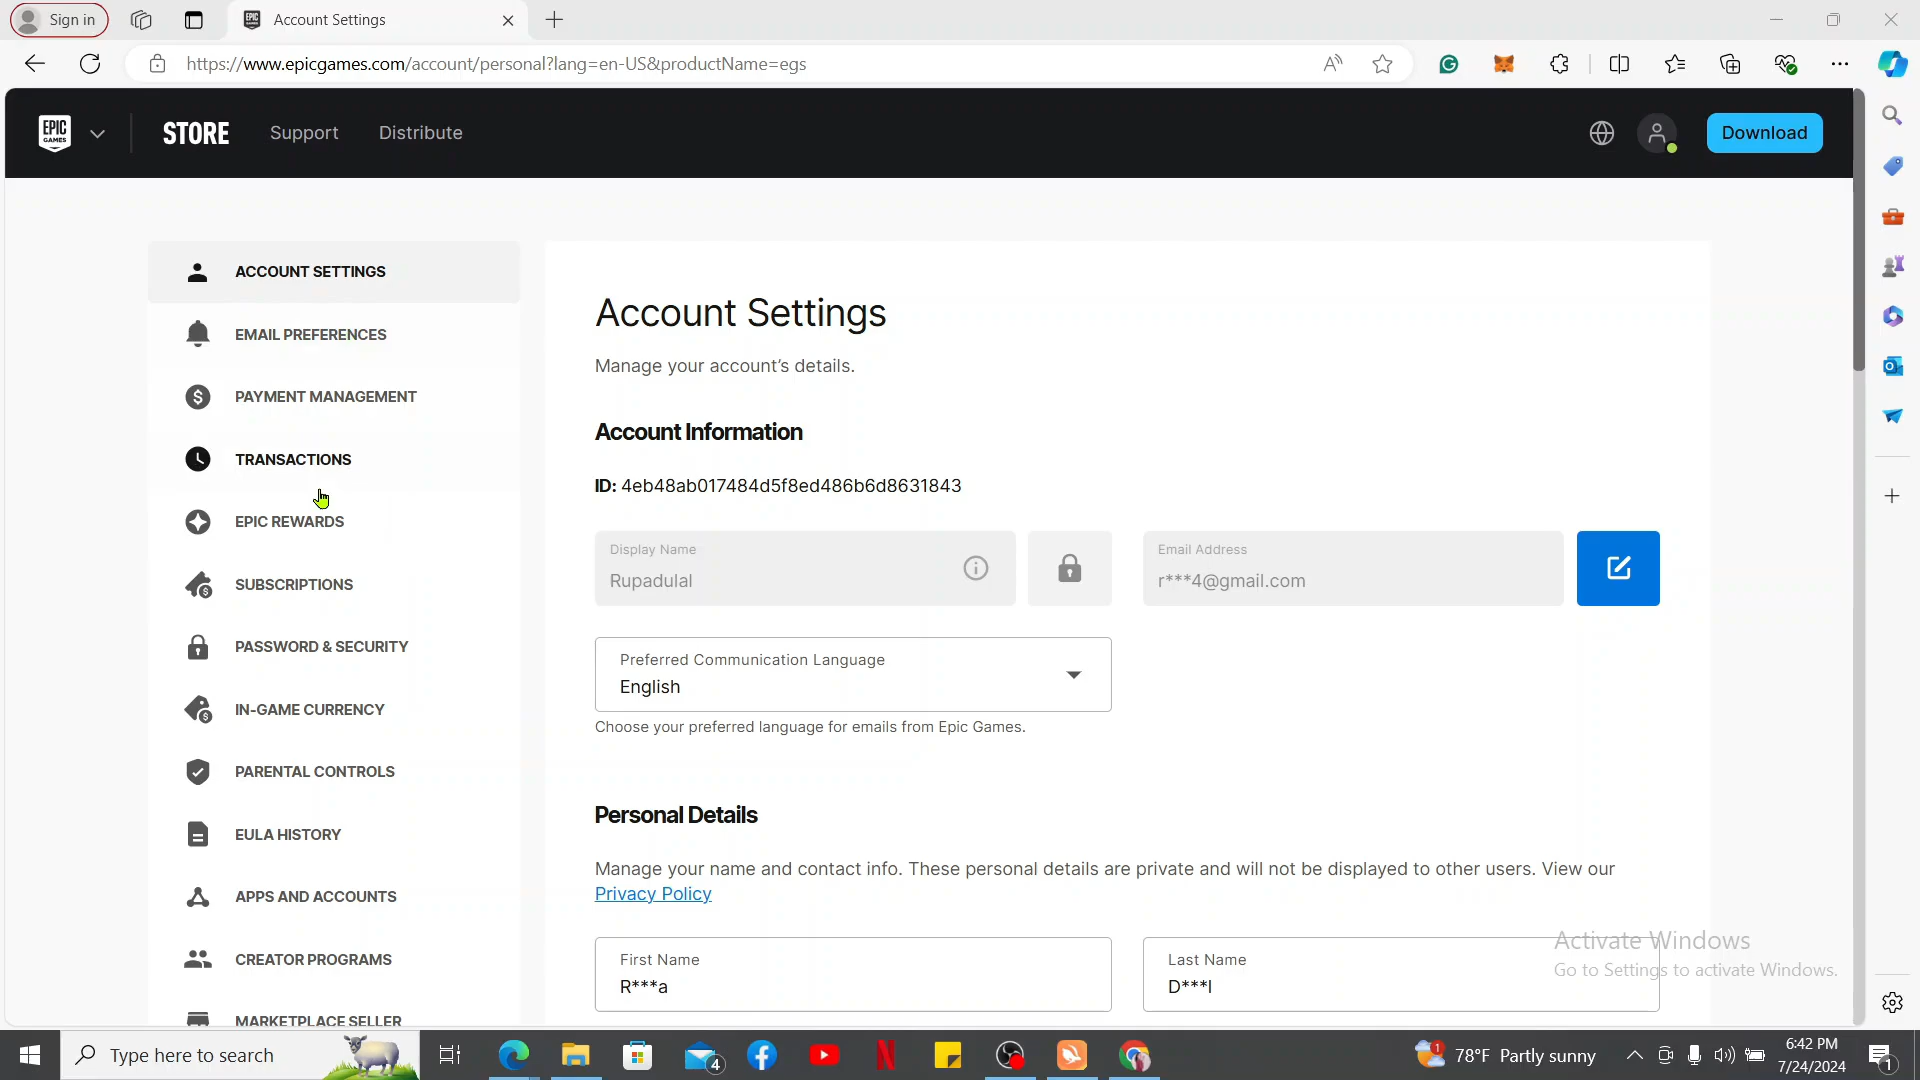 Sign in
Account Settings
https://www.epicgames.com/account/personal?lang=en-US&productName=egs
EPIC GAMES
STORE
Support
Distribute
Download
ACCOUNT SETTINGS
EMAIL PREFERENCES
PAYMENT MANAGEMENT
TRANSACTIONS
EPIC REWARDS
SUBSCRIPTIONS
PASSWORD & SECURITY
IN-GAME CURRENCY
PARENTAL CONTROLS
EULA HISTORY
APPS AND ACCOUNTS
CREATOR PROGRAMS
MARKETPLACE SELLER
Account Settings
Manage your account's details.
Account Information
ID: 4eb48ab017484d5f8ed486b6d8631843
Display Name
Rupadulal
Email Address
r***4@gmail.com
Preferred Communication Language
English
Choose your preferred language for emails from Epic Games.
Personal Details
Manage your name and contact info. These personal details are private and will not be displayed to other users. View our
Privacy Policy
First Name
R***a
Last Name
D***l
Activate Windows
Go to Settings to activate Windows.
Type here to search
4
1
78°F Partly sunny
6:42 PM
7/24/2024
1